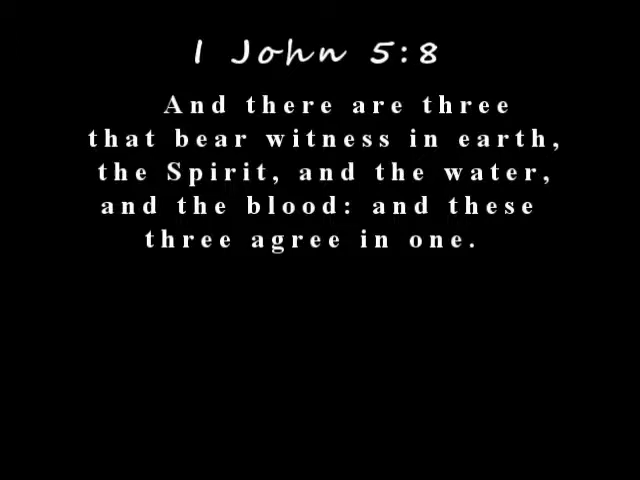 I John 5:8
And there are three
that bear witness in earth,
the Spirit, and the water,
and the blood: and these
three agree in one.